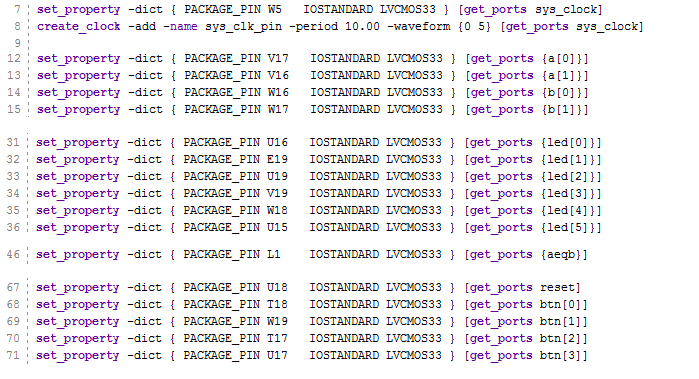 7 set_property -dict { PACKAGE_PIN W5 IOSTANDARD LVCMOS33 } [get_ports sys_clock]
8 create_clock -add -name sys_clk_pin -period 10.00 -waveform {0 5} [get_ports sys_clock]
9
12 set_property -dict { PACKAGE_PIN V17 IOSTANDARD LVCMOS33 } [get_ports {a[0]}]
13 set_property -dict { PACKAGE_PIN V16 IOSTANDARD LVCMOS33 } [get_ports {a[1]}]
14 set_property -dict { PACKAGE_PIN W16 IOSTANDARD LVCMOS33 } [get_ports {b[0]}]
15 set_property -dict { PACKAGE_PIN W17 IOSTANDARD LVCMOS33 } [get_ports {b[1]}]
31 set_property -dict { PACKAGE_PIN U16 IOSTANDARD LVCMOS33 } [get_ports {led[0]}]
32 set_property -dict { PACKAGE_PIN E19 IOSTANDARD LVCMOS33 } [get_ports {led[1]}]
33 set_property -dict { PACKAGE_PIN U19 IOSTANDARD LVCMOS33 } [get_ports {led[2]}]
34 set_property -dict { PACKAGE_PIN V19 IOSTANDARD LVCMOS33 } [get_ports {led[3]}]
35 set_property -dict { PACKAGE_PIN W18 IOSTANDARD LVCMOS33 } [get_ports {led[4]}]
36 set_property -dict { PACKAGE_PIN U15 IOSTANDARD LVCMOS33 } [get_ports {led[5]}]
46 set_property -dict { PACKAGE_PIN L1 IOSTANDARD LVCMOS33 } [get_ports {aeqb}]
67 set_property -dict { PACKAGE_PIN U18 IOSTANDARD LVCMOS33 } [get_ports reset]
68 set_property -dict { PACKAGE_PIN T18 IOSTANDARD LVCMOS33 } [get_ports btn[0]]
69 set_property -dict { PACKAGE_PIN W19 IOSTANDARD LVCMOS33 } [get_ports btn[1]]
70 set_property -dict { PACKAGE_PIN T17 IOSTANDARD LVCMOS33 } [get_ports btn[2]]
71 set_property -dict { PACKAGE_PIN U17 IOSTANDARD LVCMOS33 } [get_ports btn[3]]